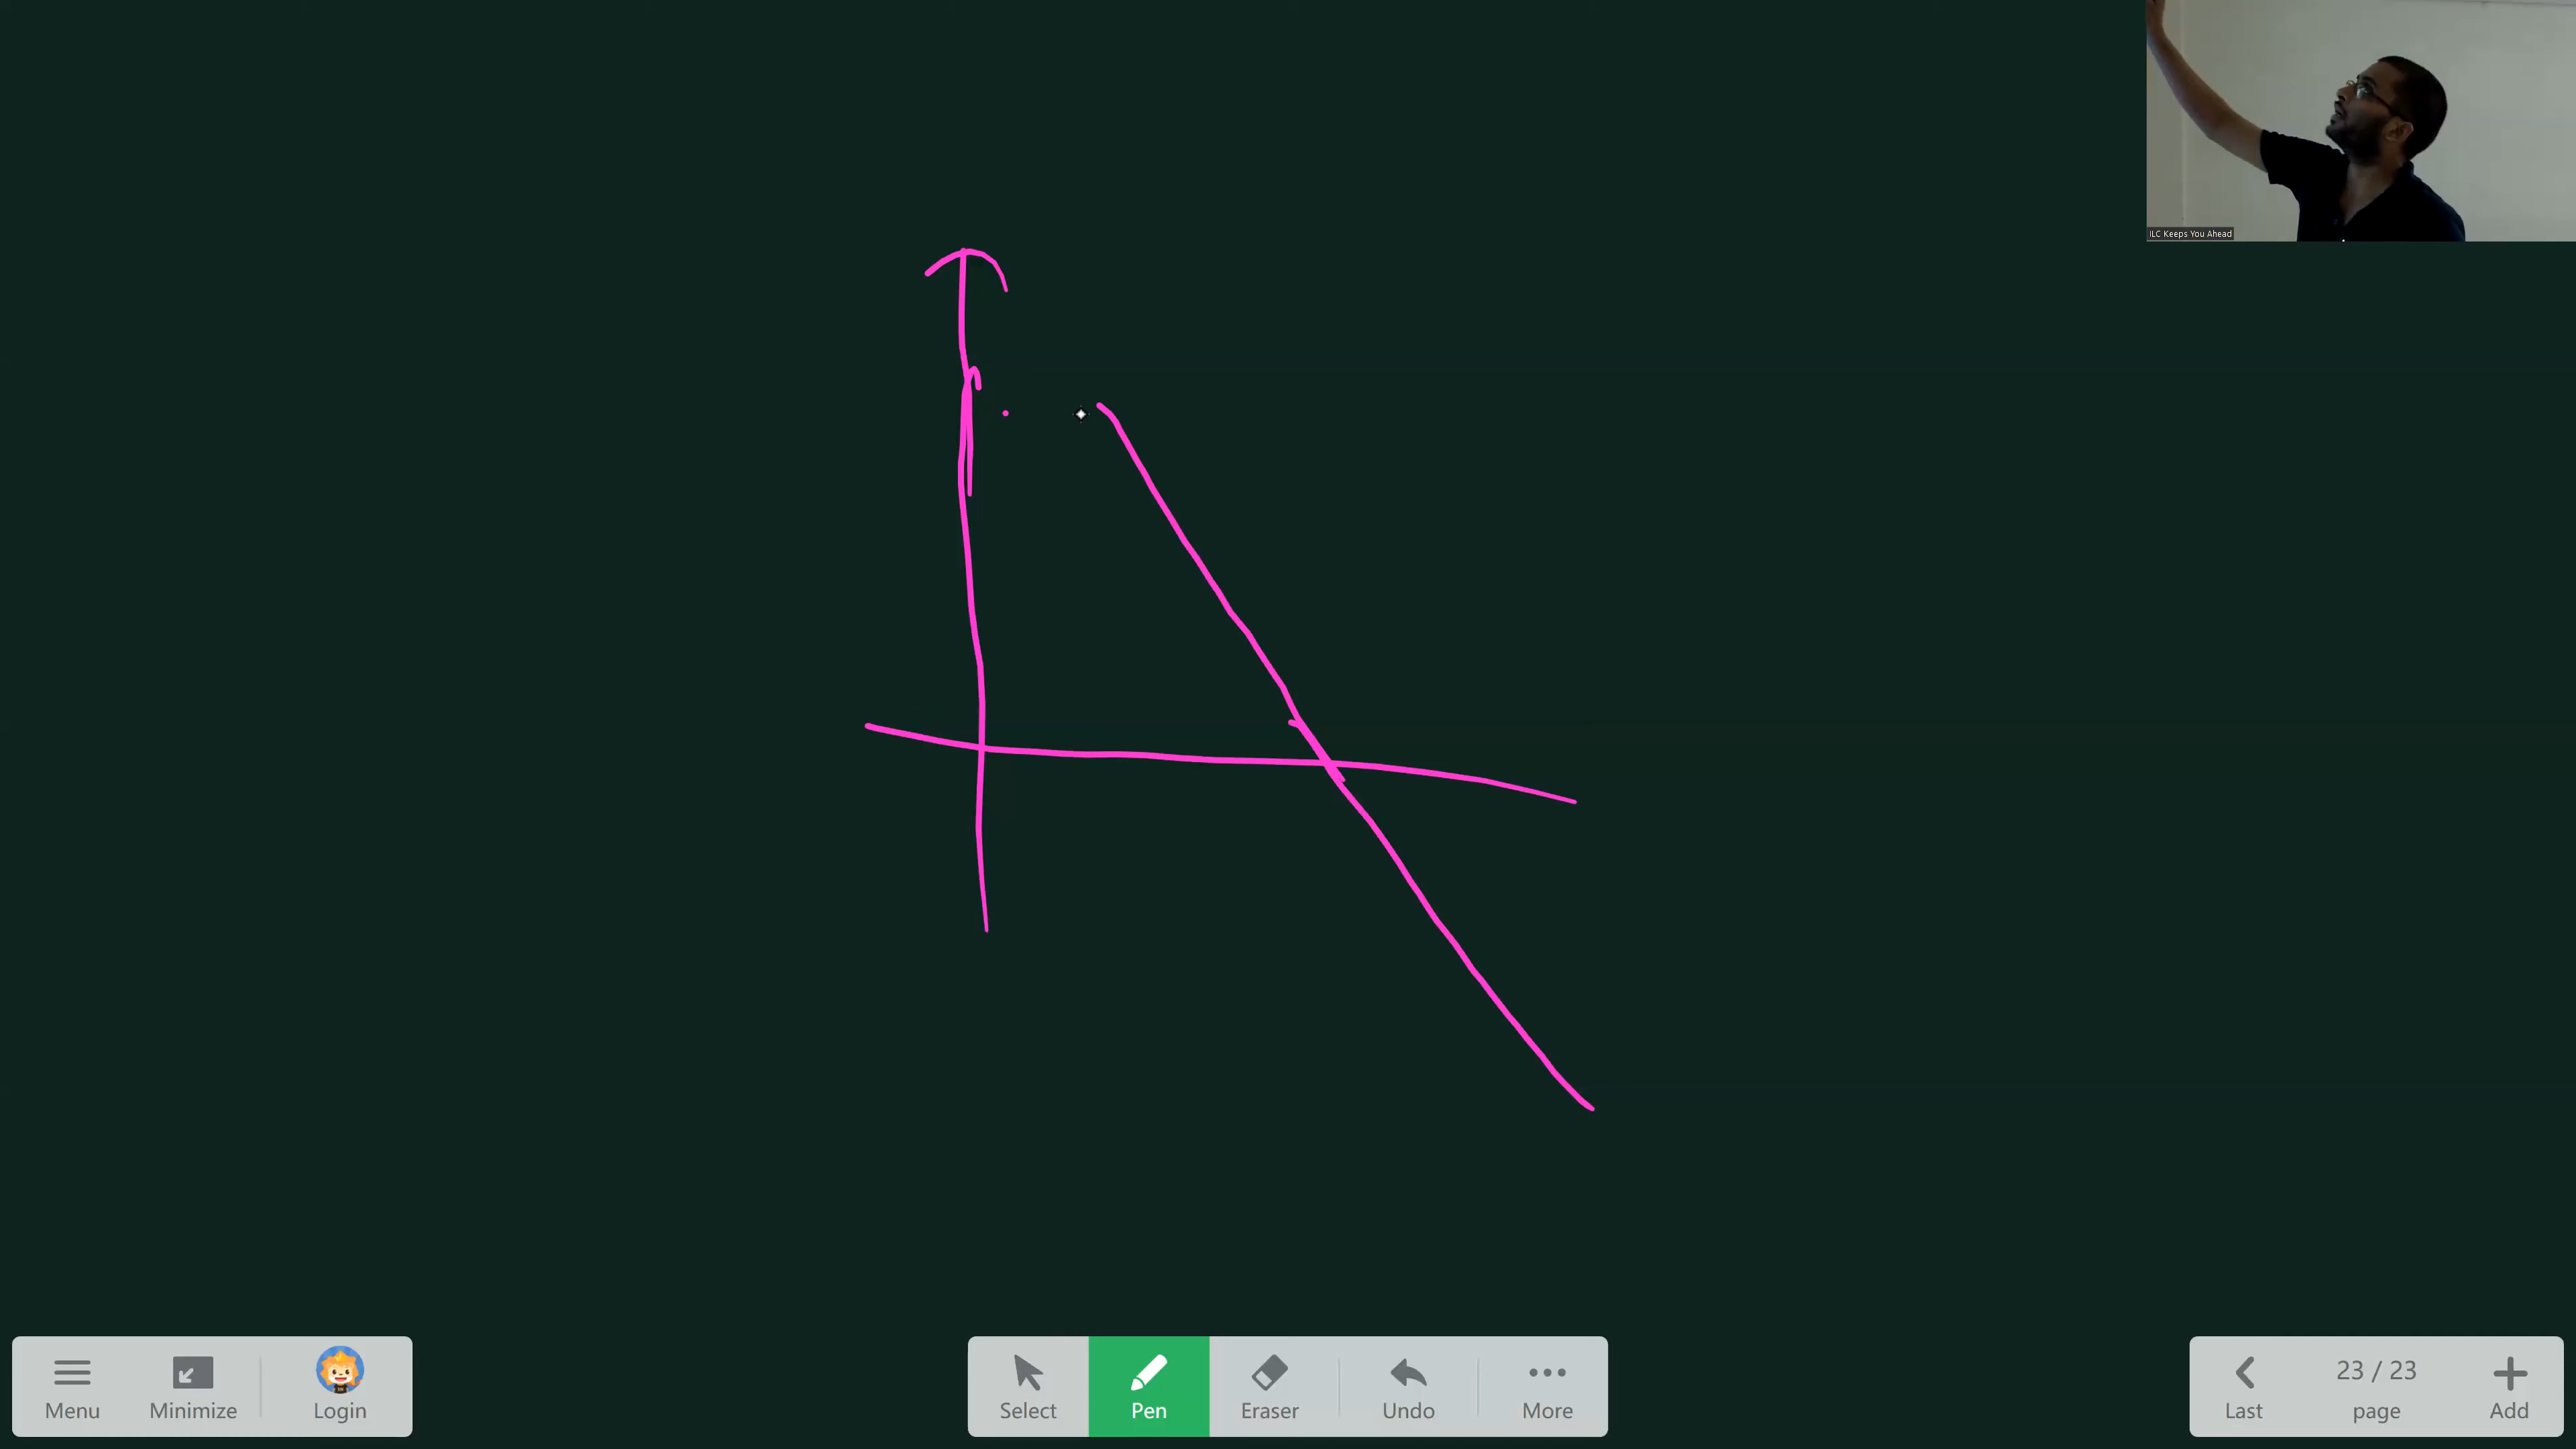 ILC Keeps You Ahead
Menu
Minimize
Login
Select
Pen
Eraser
Undo
More
Last
23 / 23
page
Add